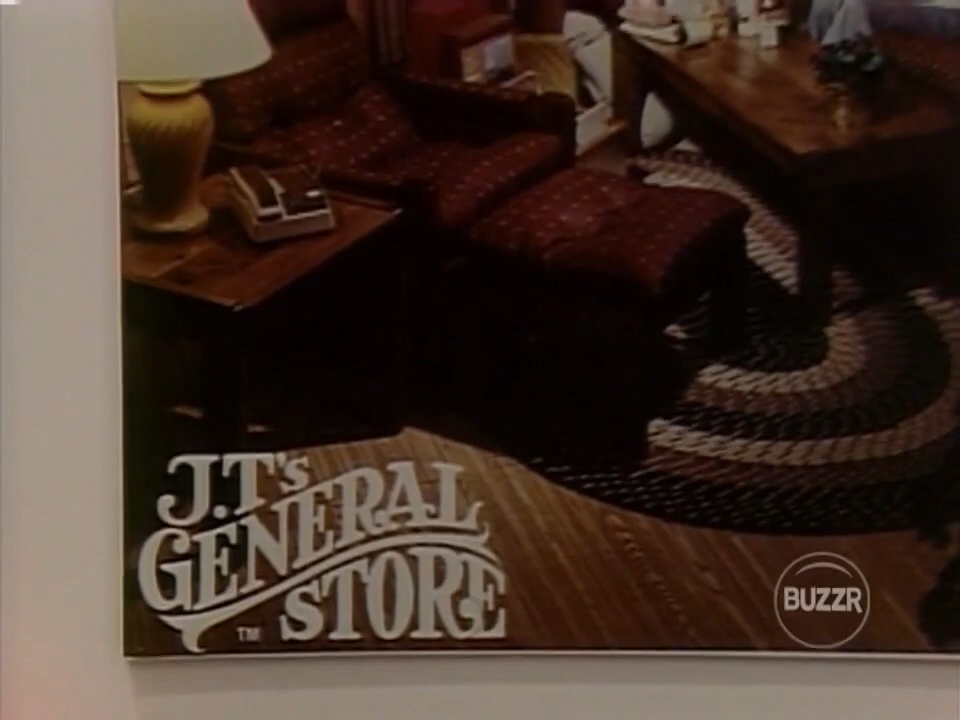 J.T's
GENERAL
STORE
TM
BUZZR